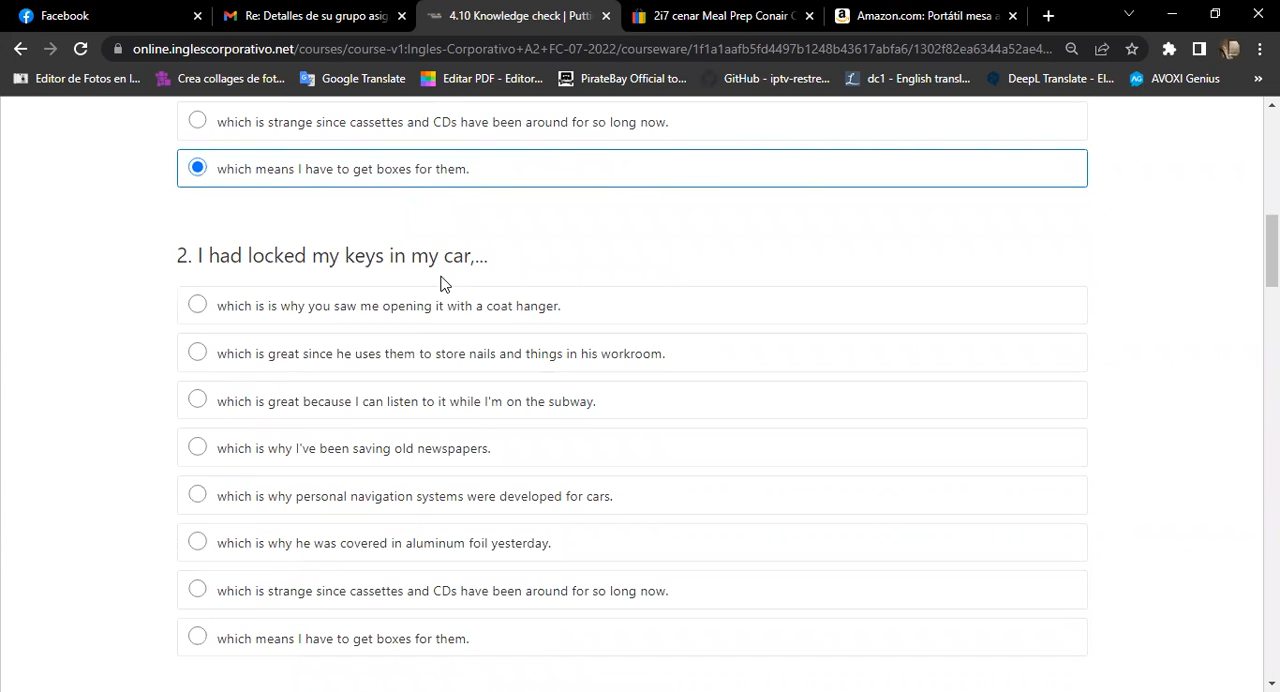 Facebook
Re: Detalles de su grupo asig
4.10 Knowledge check | Putti
2i7 cenar Meal Prep Conair C
Amazon.com: Portátil mesa a
online.inglescorporativo.net/courses/course-v1:Ingles-Corporativo+A2+FC-07-2022/courseware/1f1a1aafb5fd4497b1248b43617abfa6/1302f82ea6344a52ae4...
Editor de Fotos en l...
Crea collages de fot...
Google Translate
Editar PDF - Editor...
PirateBay Official to...
GitHub - iptv-restre...
dc1 - English transl...
DeepL Translate - El...
AVOXI Genius
which is strange since cassettes and CDs have been around for so long now.
which means I have to get boxes for them.
2. I had locked my keys in my car,...
which is is why you saw me opening it with a coat hanger.
which is great since he uses them to store nails and things in his workroom.
which is great because I can listen to it while I'm on the subway.
which is why I've been saving old newspapers.
which is why personal navigation systems were developed for cars.
which is why he was covered in aluminum foil yesterday.
which is strange since cassettes and CDs have been around for so long now.
which means I have to get boxes for them.